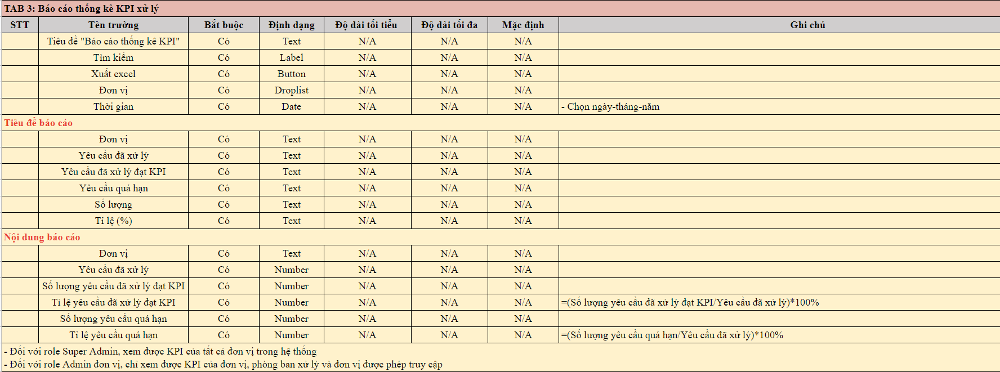 TAB 3: Báo cáo thống kê KPI xử lý
STT Tên trường Bắt buộc Định dạng Độ dài tối tiểu Độ dài tối đa Mặc định Ghi chú
Tiêu đề "Báo cáo thống kê KPI" Có Text N/A N/A N/A
Tìm kiếm Có Label N/A N/A N/A
Xuất excel Có Button N/A N/A N/A
Đơn vị Có Droplist N/A N/A N/A
Thời gian Có Date N/A N/A N/A - Chọn ngày-tháng-năm
Tiêu đề báo cáo
Đơn vị Có Text N/A N/A N/A
Yêu cầu đã xử lý Có Text N/A N/A N/A
Yêu cầu đã xử lý đạt KPI Có Text N/A N/A N/A
Yêu cầu quá hạn Có Text N/A N/A N/A
Số lượng Có Text N/A N/A N/A
Tỉ lệ (%) Có Text N/A N/A N/A
Nội dung báo cáo
Đơn vị Có Text N/A N/A N/A
Yêu cầu đã xử lý Có Number N/A N/A N/A
Số lượng yêu cầu đã xử lý đạt KPI Có Number N/A N/A N/A
Tỉ lệ yêu cầu đã xử lý đạt KPI Có Number N/A N/A N/A =(Số lượng yêu cầu đã xử lý đạt KPI/Yêu cầu đã xử lý)*100%
Số lượng yêu cầu quá hạn Có Number N/A N/A N/A
Tỉ lệ yêu cầu quá hạn Có Number N/A N/A N/A =(Số lượng yêu cầu quá hạn/Yêu cầu đã xử lý)*100%
- Đối với role Super Admin, xem được KPI của tất cả đơn vị trong hệ thống
- Đối với role Admin đơn vị, chỉ xem được KPI của đơn vị, phòng ban xử lý và đơn vị được phép truy cập